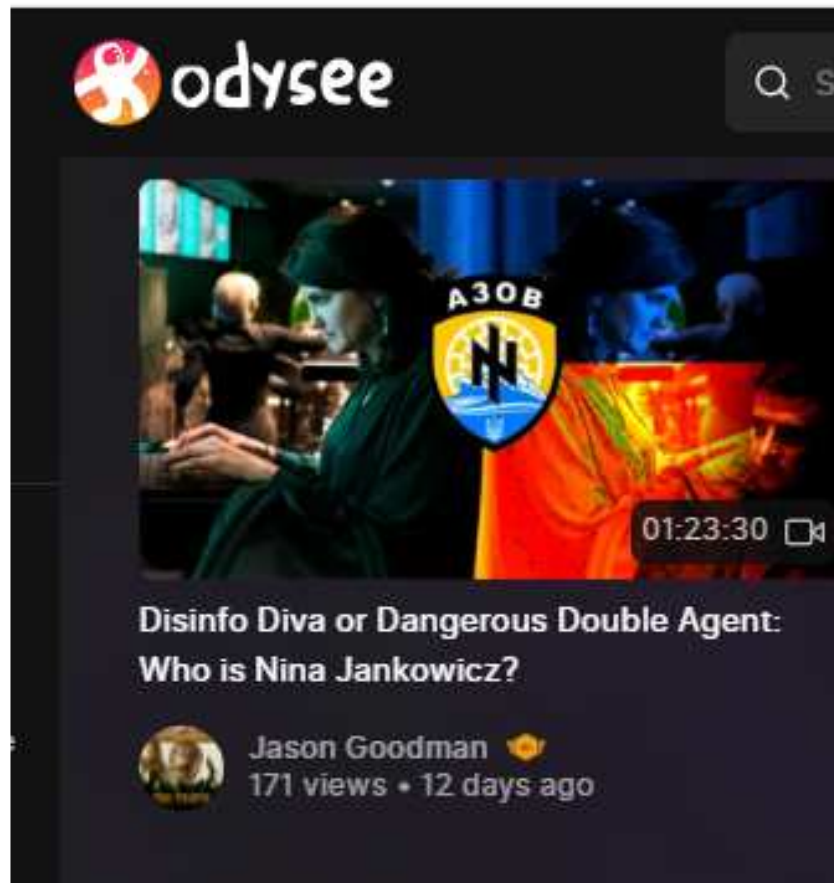 odysee
S
АЗОВ
01:23:30
Disinfo Diva or Dangerous Double Agent:
Who is Nina Jankowicz?
Jason Goodman
171 views • 12 days ago